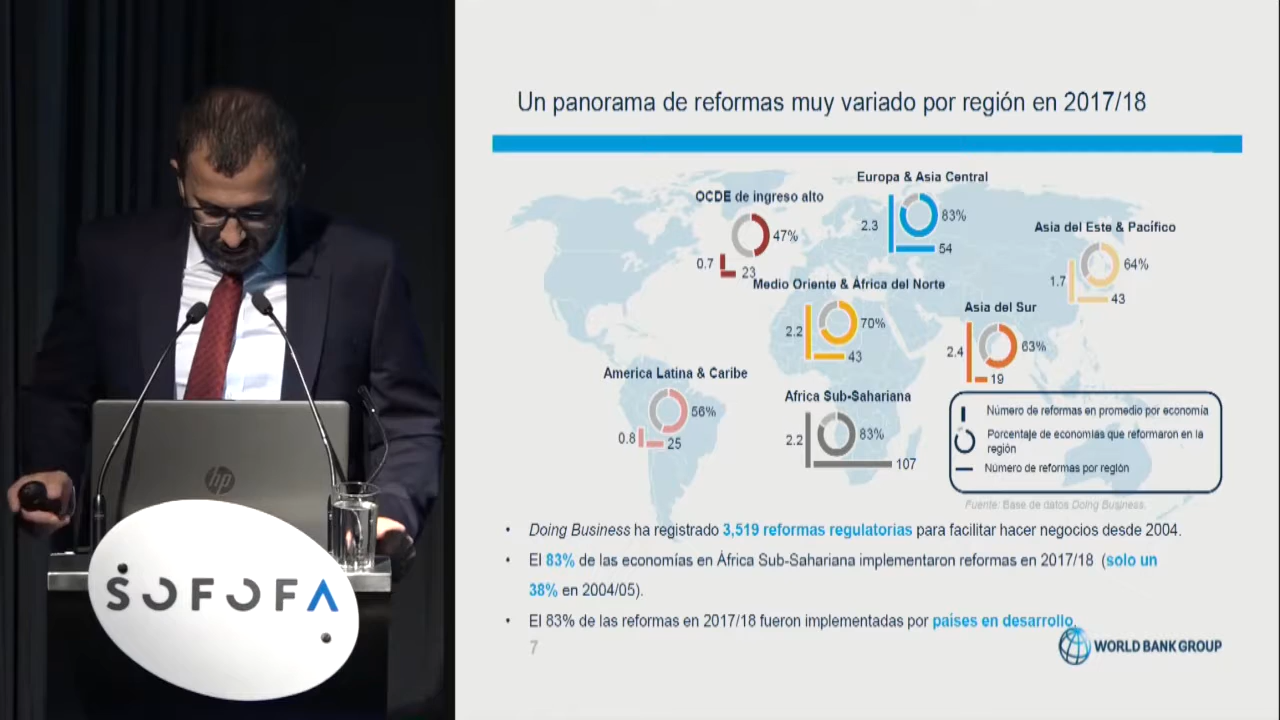 Un panorama de reformas muy variado por región en 2017/18
Europa & Asia Central
2.3
83%
54
OCDE de ingreso alto
47%
0.7
23
Asia del Este & Pacífico
64%
1.7
43
Medio Oriente & África del Norte
2.2
70%
43
Asia del Sur
2.4
63%
19
America Latina & Caribe
56%
0.8
25
Africa Sub-Sahariana
2.2
83%
107
Número de reformas en promedio por economía
Porcentaje de economías que reformaron en la
región
Número de reformas por región
Fuente: Base de datos Doing Business.
• Doing Business ha registrado 3,519 reformas regulatorias para facilitar hacer negocios desde 2004.
• El 83% de las economías en África Sub-Sahariana implementaron reformas en 2017/18 (solo un
38% en 2004/05).
• El 83% de las reformas en 2017/18 fueron implementadas por países en desarrollo.
7
WORLD BANK GROUP
hp
SOFOFA